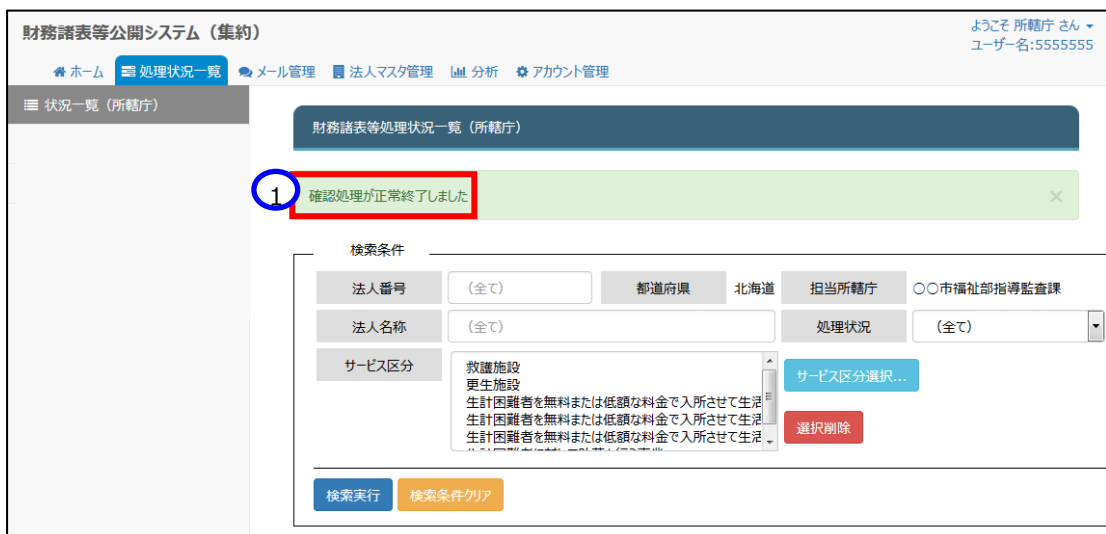 財務諸表等公開システム（集約）
ようこそ 所轄庁 さん
ユーザー名:5555555
ホーム 処理状況一覧 メール管理 法人マスタ管理 分析 アカウント管理
状況一覧（所轄庁）
財務諸表等処理状況一覧（所轄庁）
1 確認処理が正常終了しました ×
検索条件
法人番号 （全て） 都道府県 北海道 担当所轄庁 〇〇市福祉部指導監査課
法人名称 （全て） 処理状況 （全て）
サービス区分
救護施設
更生施設
生計困難者を無料または低額な料金で入所させて生活
生計困難者を無料または低額な料金で入所させて生活
生計困難者を無料または低額な料金で入所させて生活
サービス区分選択...
選択削除
検索実行 検索条件クリア